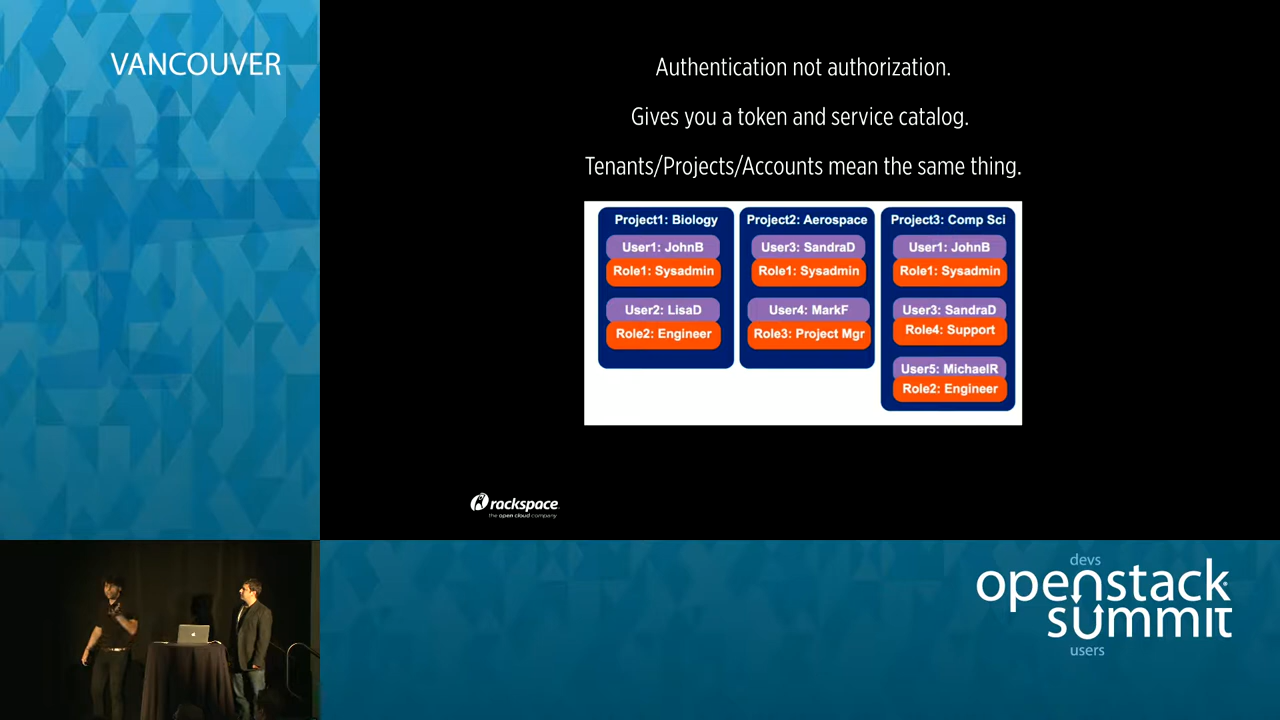 VANCOUVER
Authentication not authorization.
Gives you a token and service catalog.
Tenants/Projects/Accounts mean the same thing.
Project1: Biology
User1: JohnB
Role1: Sysadmin
User2: LisaD
Role2: Engineer
Project2: Aerospace
User3: SandraD
Role1: Sysadmin
User4: MarkF
Role3: Project Mgr
Project3: Comp Sci
User1: JohnB
Role1: Sysadmin
User3: SandraD
Role4: Support
User5: MichaelR
Role2: Engineer
rackspace
the open cloud company
devs
openstack
summit
users